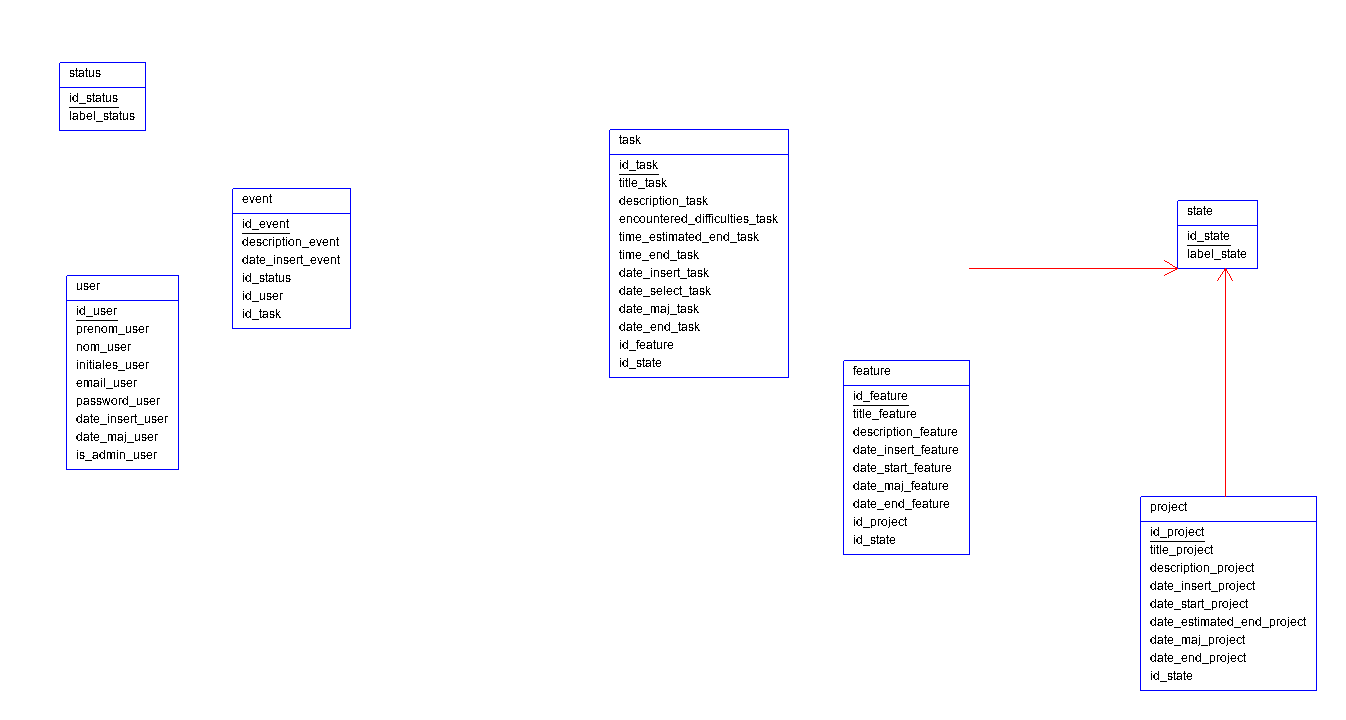 status
id_status
label_status
event
id_event
description_event
date_insert_event
id_status
id_user
id_task
user
id_user
prenom_user
nom_user
initiales_user
email_user
password_user
date_insert_user
date_maj_user
is_admin_user
task
id_task
title_task
description_task
encountered_difficulties_task
time_estimated_end_task
time_end_task
date_insert_task
date_select_task
date_maj_task
date_end_task
id_feature
id_state
feature
id_feature
title_feature
description_feature
date_insert_feature
date_start_feature
date_maj_feature
date_end_feature
id_project
id_state
state
id_state
label_state
project
id_project
title_project
description_project
date_insert_project
date_start_project
date_estimated_end_project
date_maj_project
date_end_project
id_state